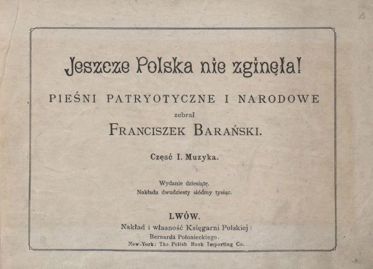 Jeszcze Polska nie zginęła!
PIEŚNI PATRYOTYCZNE I NARODOWE
zebrał
FRANCISZEK BARAŃSKI.
Część I. Muzyka.
Wydanie dziesiąte.
Nakładu dwudziesty siódmy tysiąc.
LWÓW.
Nakład i własność Księgarni Polskiej
Bernarda Połonieckiego.
New-York: The Polish Book Importing Co.